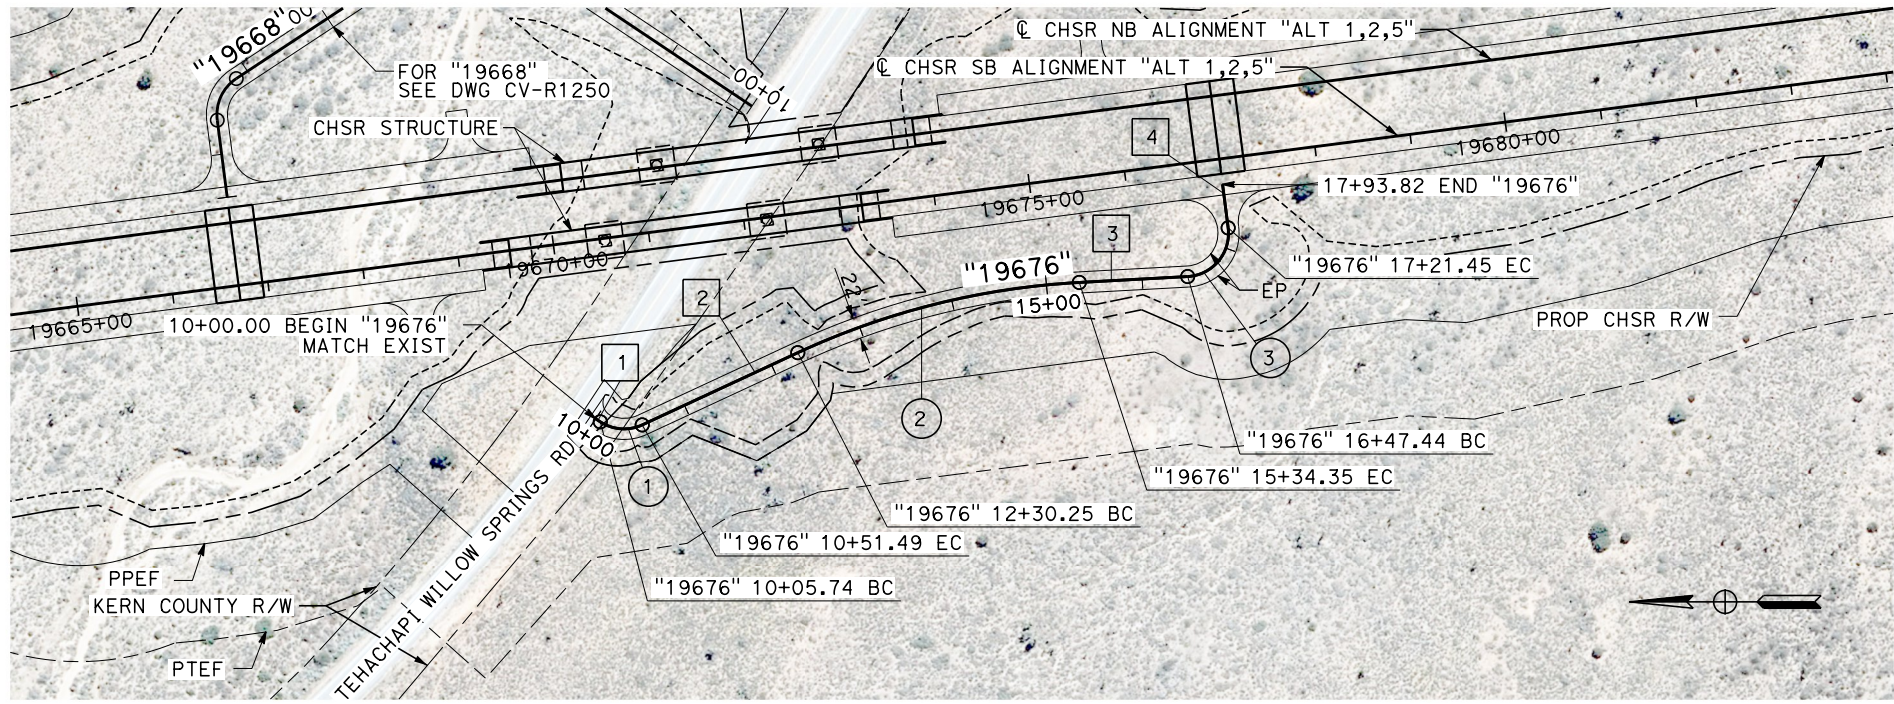 "19668"
00
FOR "19668"
SEE DWG CV-R1250
CHSR STRUCTURE
10+00
℄ CHSR NB ALIGNMENT "ALT 1,2,5"
℄ CHSR SB ALIGNMENT "ALT 1,2,5"
4
19680+00
17+93.82 END "19676"
19675+00
3
"19676"
"19676" 17+21.45 EC
19670+00
22'
2
EP
15+00
PROP CHSR R/W
19665+00
10+00.00 BEGIN "19676"
MATCH EXIST
1
3
2
10+00
"19676" 16+47.44 BC
"19676" 15+34.35 EC
1
"19676" 12+30.25 BC
"19676" 10+51.49 EC
"19676" 10+05.74 BC
TEHACHAPI WILLOW SPRINGS RD
PPEF
KERN COUNTY R/W
PTEF